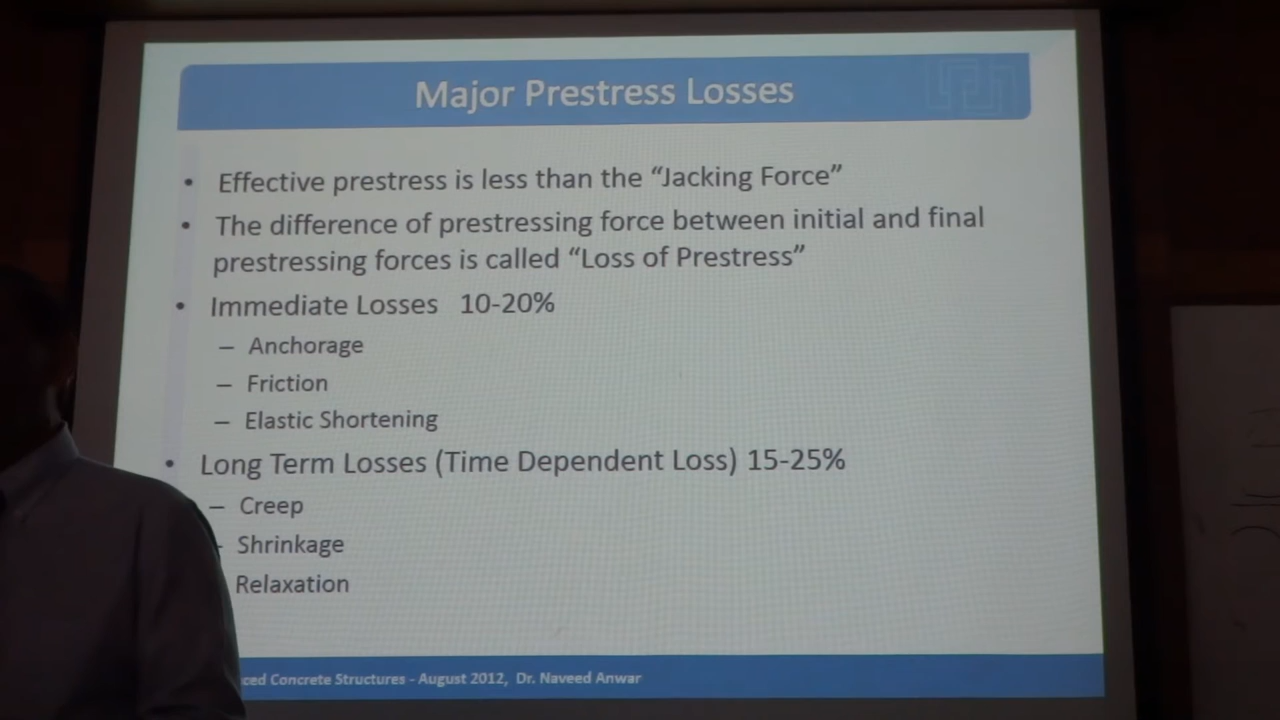 Major Prestress Losses
• Effective prestress is less than the “Jacking Force”
• The difference of prestressing force between initial and final
prestressing forces is called “Loss of Prestress”
• Immediate Losses 10-20%
– Anchorage
– Friction
– Elastic Shortening
• Long Term Losses (Time Dependent Loss) 15-25%
– Creep
– Shrinkage
Relaxation
Concrete Structures - August 2012, Dr. Naveed Anwar